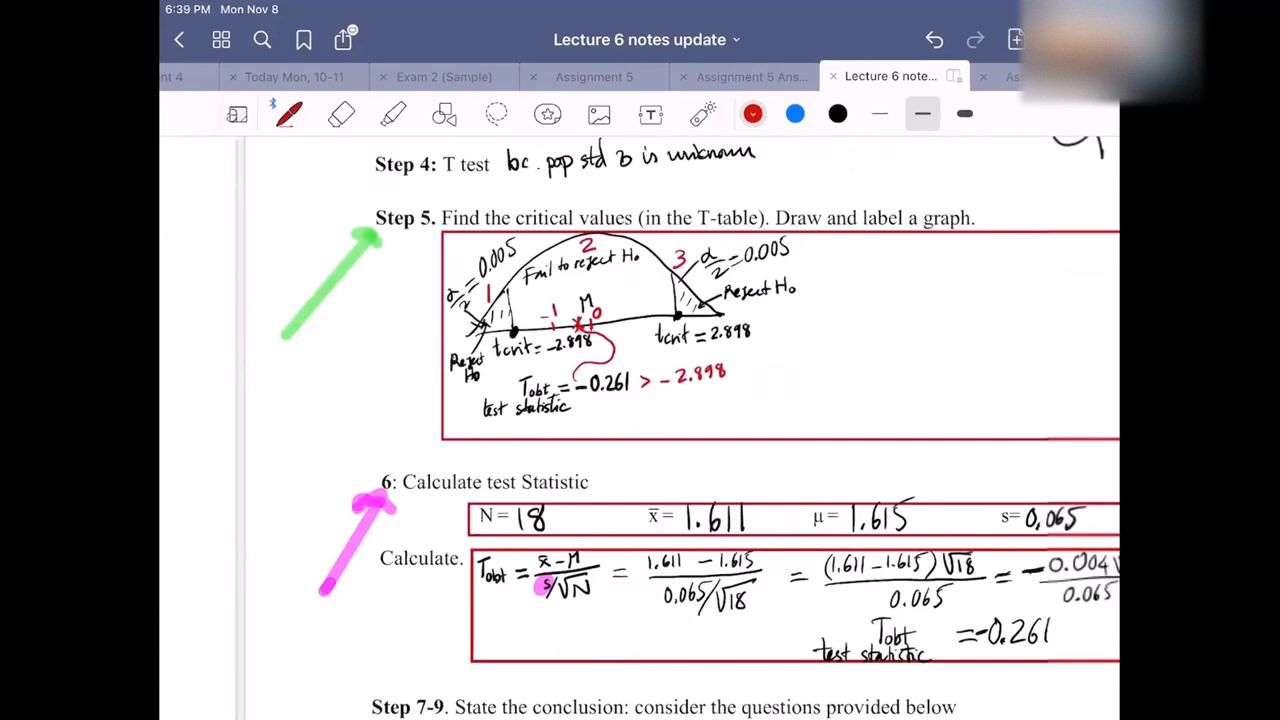 6:39 PM Mon Nov 8
Lecture 6 notes update
nt 4
Today Mon, 10-11
Exam 2 (Sample)
Assignment 5
Assignment 5 Ans...
Lecture 6 note...
Step 4: T test bc. pop std σ is unknown
Step 5. Find the critical values (in the T-table). Draw and label a graph.
α/2 = 0.005
1
2
Fail to reject Ho
3
α/2 = 0.005
Reject Ho
-1
M
0
Reject Ho
tcrit = -2.898
tcrit = 2.898
Tobt = -0.261 > -2.898
test statistic
6: Calculate test Statistic
N = 18 x̄ = 1.611 μ = 1.615 s= 0.065
Calculate. Tobt = x̄ - M / s/√N = 1.611 - 1.615 / 0.065/√18 = (1.611 - 1.615)√18 / 0.065 = -0.004√ / 0.065
Tobt = -0.261
test statistic
Step 7-9. State the conclusion: consider the questions provided below